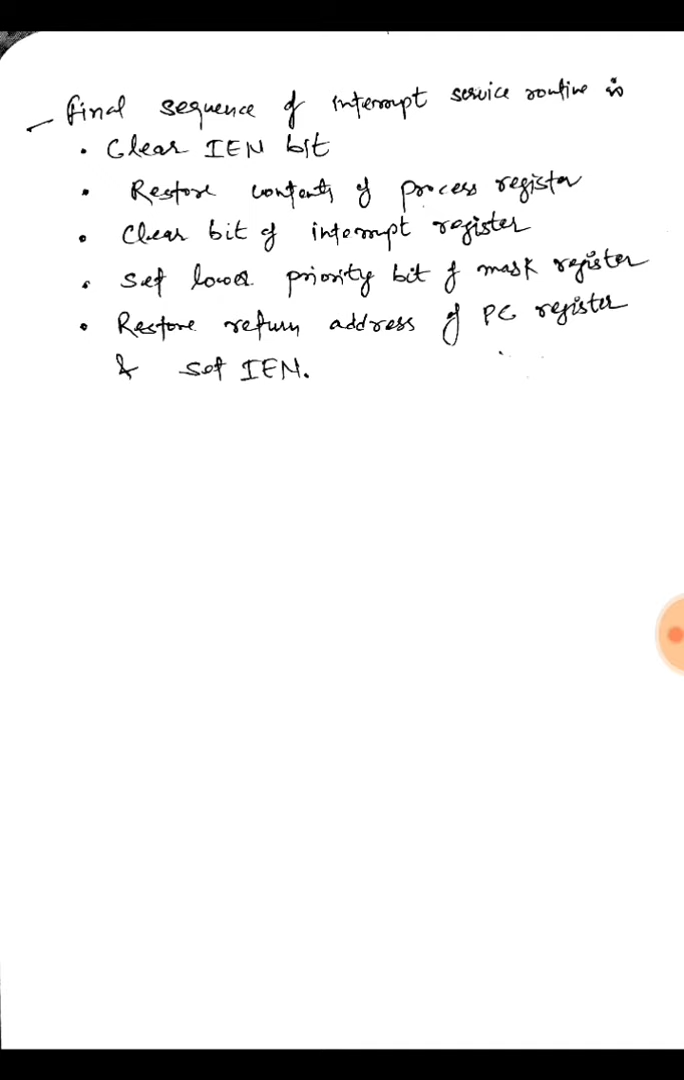 – Final sequence of interrupt service routine is
• Clear IEN bit
• Restore contents of process register
• Clear bit of interrupt register
• Set lower priority bit of mask register
• Restore return address of PC register
& set IEN.